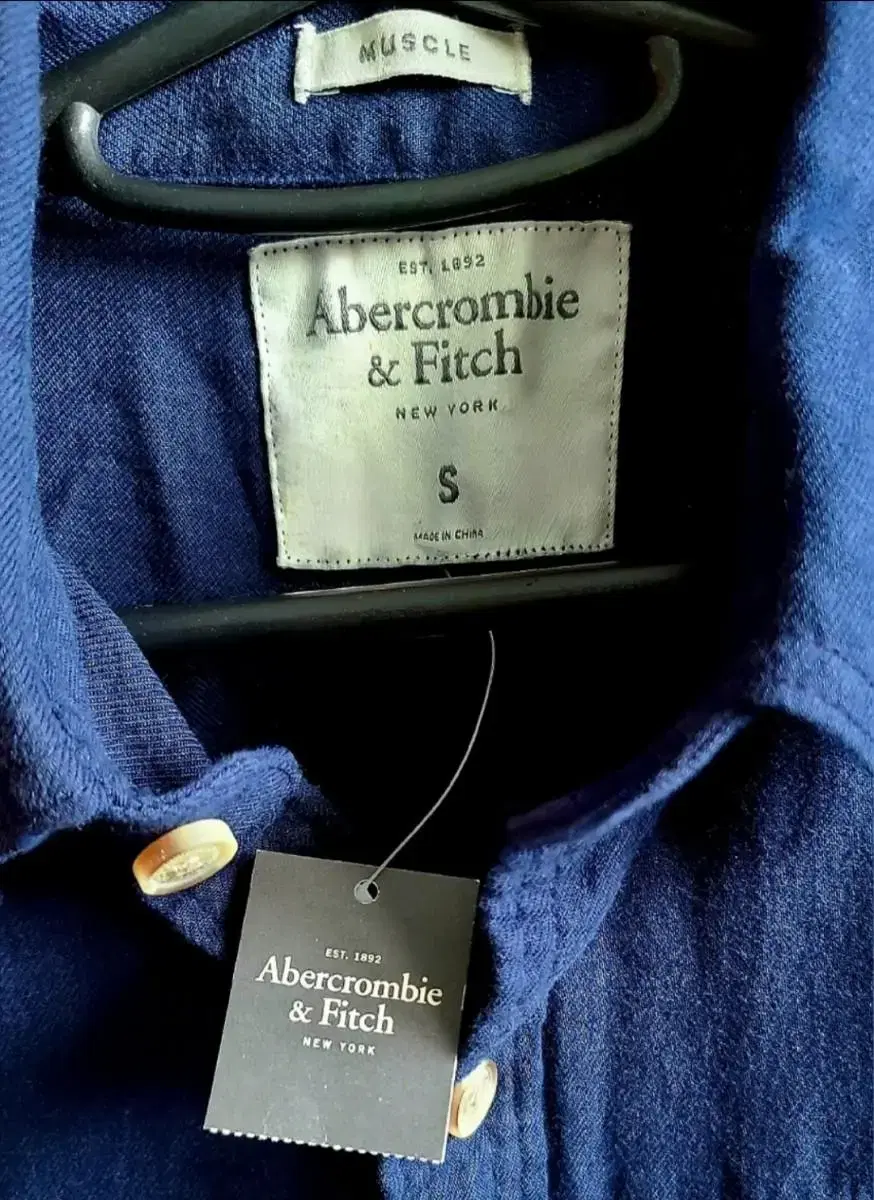 MUSCLE
EST. 1892
Abercrombie
& Fitch
NEW YORK
S
MADE IN CHINA
EST. 1892
Abercrombie
& Fitch
NEW YORK